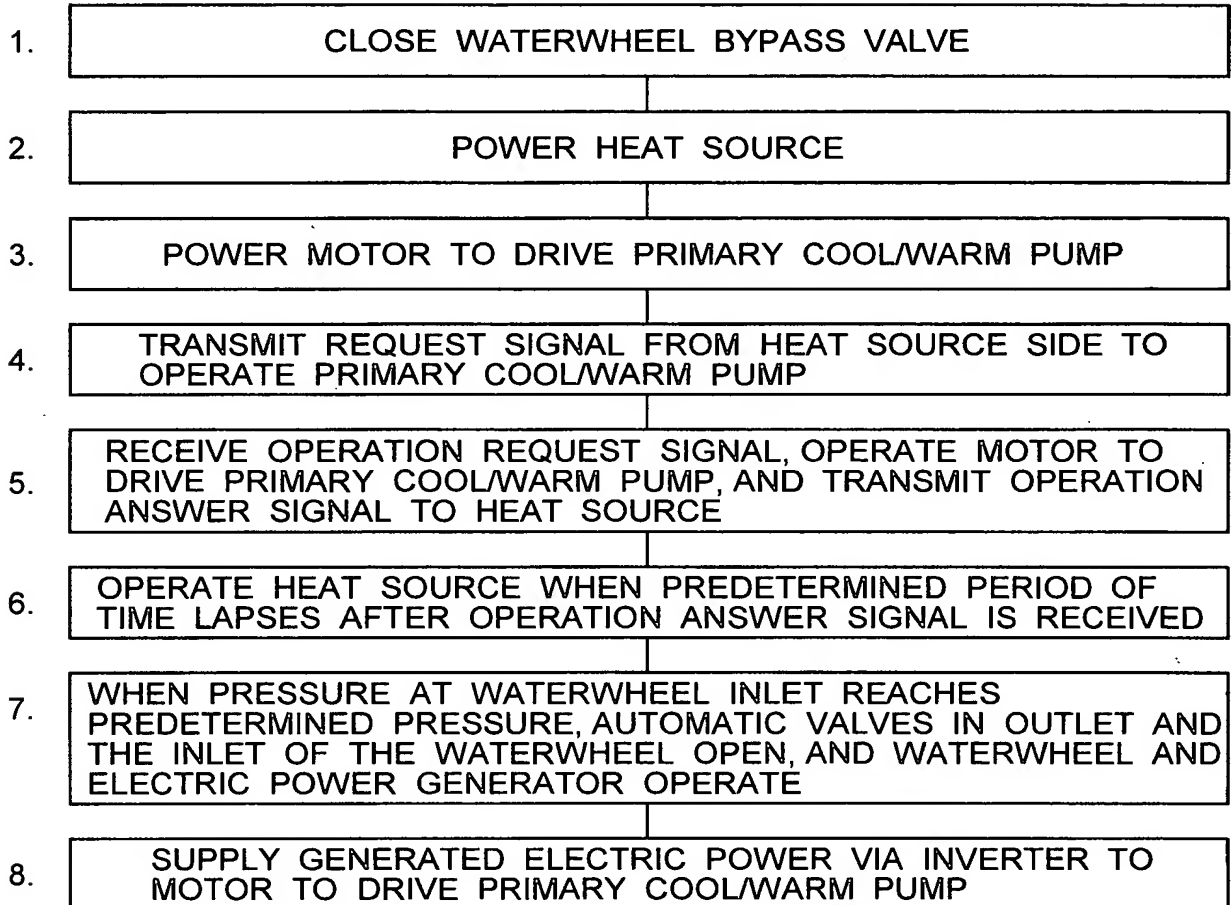 1. CLOSE WATERWHEEL BYPASS VALVE
2. POWER HEAT SOURCE
3. POWER MOTOR TO DRIVE PRIMARY COOL/WARM PUMP
4. TRANSMIT REQUEST SIGNAL FROM HEAT SOURCE SIDE TO
OPERATE PRIMARY COOL/WARM PUMP
5. RECEIVE OPERATION REQUEST SIGNAL, OPERATE MOTOR TO
DRIVE PRIMARY COOL/WARM PUMP, AND TRANSMIT OPERATION
ANSWER SIGNAL TO HEAT SOURCE
6. OPERATE HEAT SOURCE WHEN PREDETERMINED PERIOD OF
TIME LAPSES AFTER OPERATION ANSWER SIGNAL IS RECEIVED
7. WHEN PRESSURE AT WATERWHEEL INLET REACHES
PREDETERMINED PRESSURE, AUTOMATIC VALVES IN OUTLET AND
THE INLET OF THE WATERWHEEL OPEN, AND WATERWHEEL AND
ELECTRIC POWER GENERATOR OPERATE
8. SUPPLY GENERATED ELECTRIC POWER VIA INVERTER TO
MOTOR TO DRIVE PRIMARY COOL/WARM PUMP